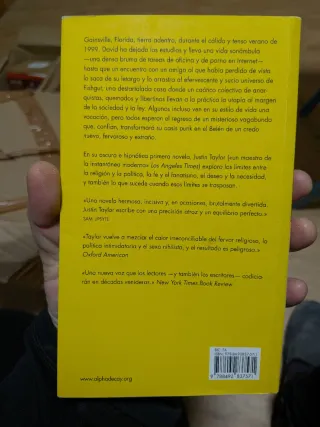 Gainesville, Florida, tierra adentro, durante el cálido y tenso verano de
1999. David ha dejado los estudios y lleva una vida sonámbula
—una densa bruma de tareas de oficina y de porno en internet—
hasta que un encuentro con un amigo al que había perdido de vista
lo saca de su letargo y lo arrastra al efervescente y sucio universo de
Fishgut, una destartalada casa donde un caótico colectivo de anar-
quistas, quemados y libertinos llevan a la práctica la utopía al margen
de la sociedad y la ley. Algunos incluso ven en su estilo de vida una
vocación, pero todos esperan el regreso de un misterioso vagabundo
que, confían, transformará su oasis punk en el Belén de un credo
nuevo, fervoroso y extraño.
En su oscura e hipnótica primera novela, Justin Taylor («un maestro de
la instantánea moderna» Los Angeles Times) explora los límites entre
la religión y la política, la fe y el fanatismo, el deseo y la necesidad,
y también lo que sucede cuando esos límites se traspasan.
«Una novela hermosa, incisiva y, en ocasiones, brutalmente divertida.
Justin Taylor escribe con una precisión atroz y un equilibrio perfecto.»
SAM LIPSYTE
«Taylor vuelve a mezclar el calor irreconciliable del fervor religioso, la
política intimidatoria y el sexo nihilista, y el resultado es peligroso.»
Oxford American
«Una nueva voz que los lectores —y también los escritores— codicia-
rán en décadas venideras.» New York Times Book Review
www.alphadecay.org